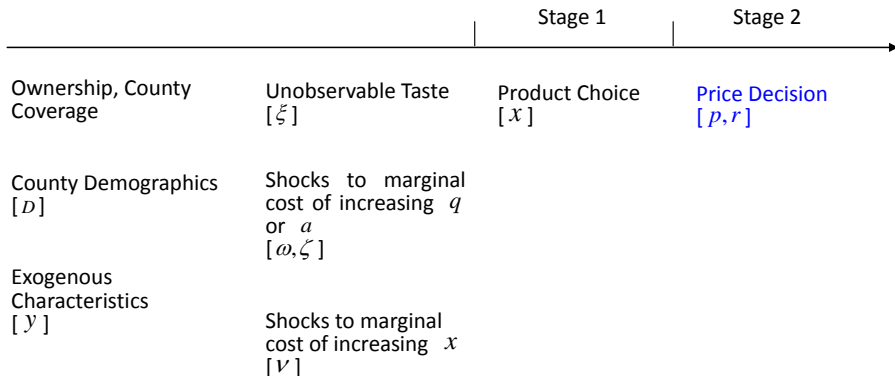 Stage 1
Stage 2
Ownership, County
Coverage
Unobservable Taste
[ξ]
Product Choice
[x]
Price Decision
[p,r]
County Demographics
[D]
Shocks to marginal
cost of increasing q
or a
[ω,ζ]
Exogenous
Characteristics
[y]
Shocks to marginal
cost of increasing x
[ν]